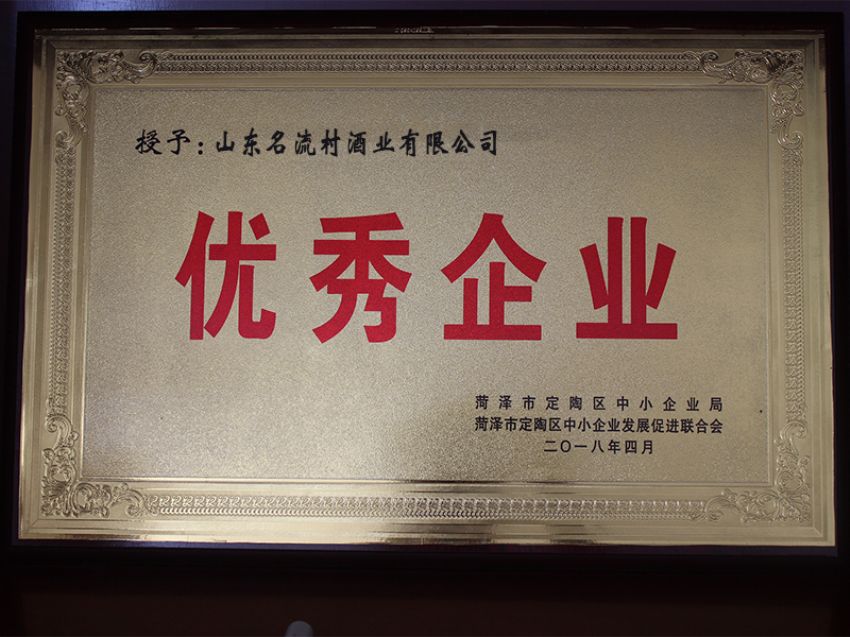 授予：山东名流村酒业有限公司
优秀企业
菏泽市定陶区中小企业局
菏泽市定陶区中小企业发展促进联合会
二〇一八年四月